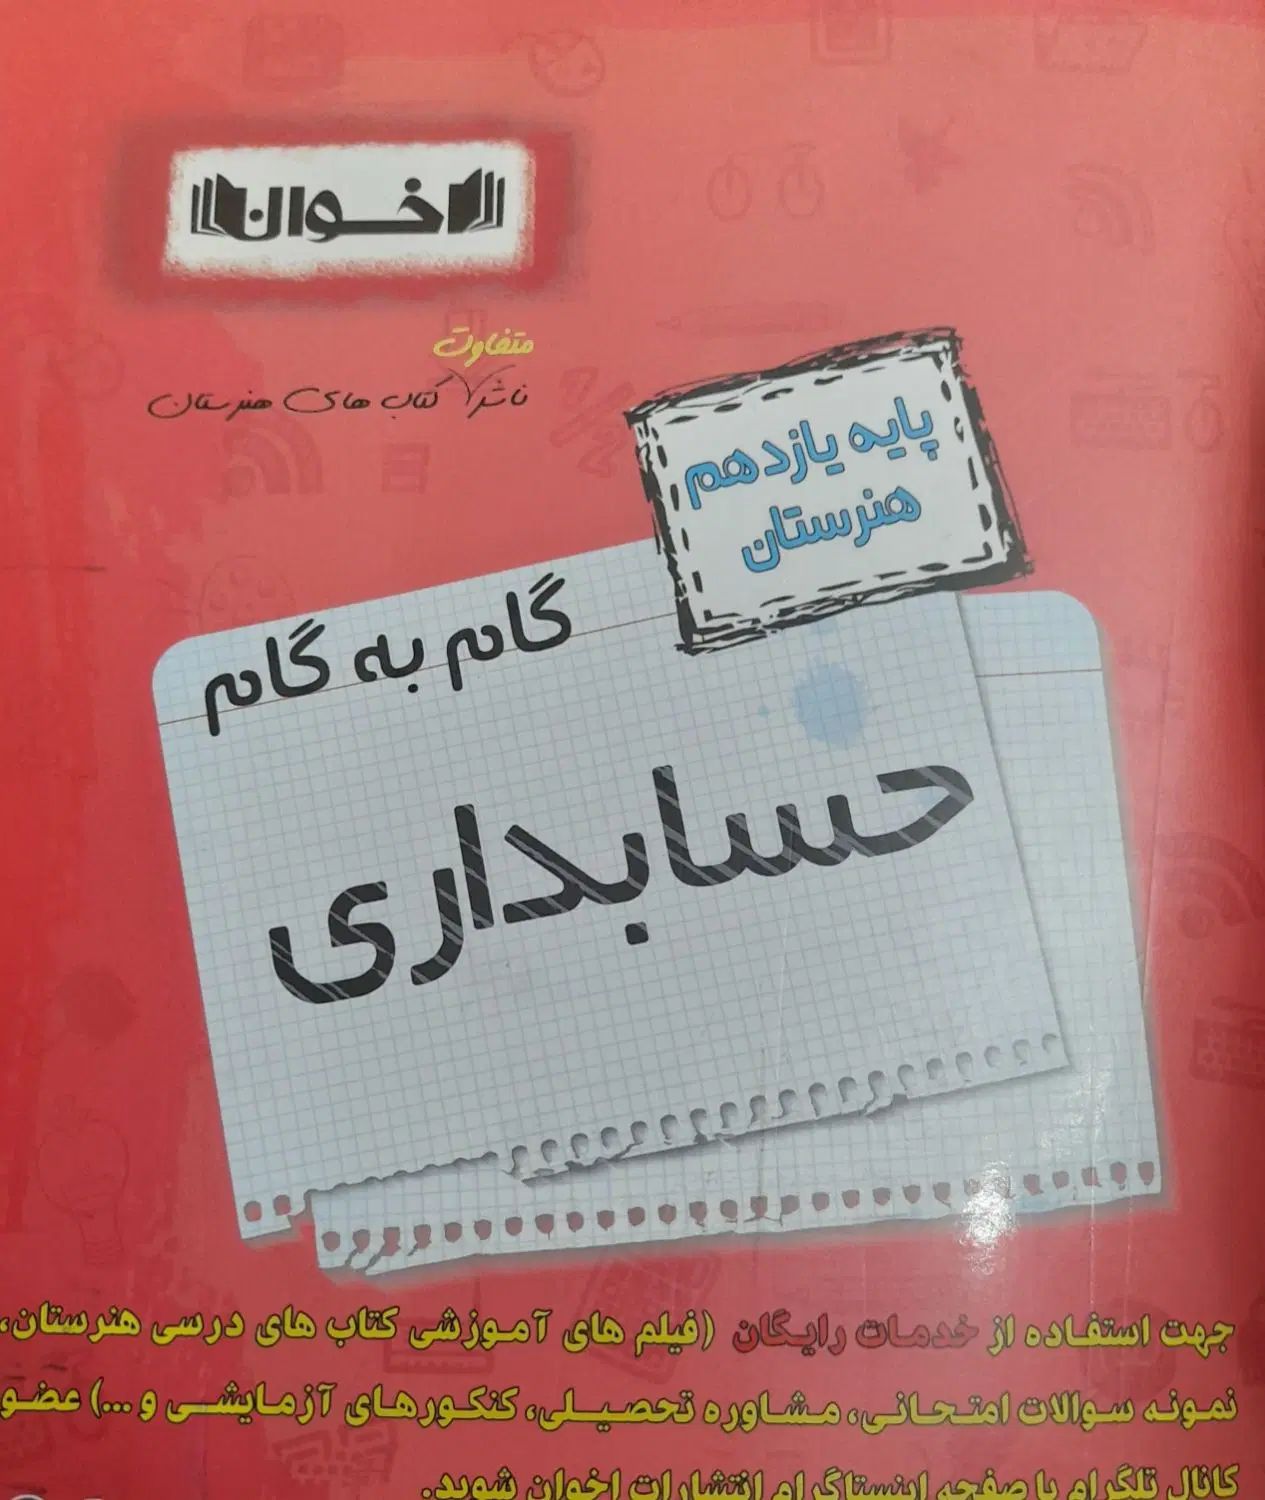 اخوان
متفاوت
ناشر کتاب های هنرستان
پایه یازدهم
هنرستان
گام به گام
حسابداری
جهت استفاده از خدمات رایگان (فیلم های آموزشی کتاب های درسی هنرستان،
نمونه سوالات امتحانی، مشاوره تحصیلی، کنکورهای آزمایشی و ...) عضو
کانال تلگرام یا صفحه اینستاگرام انتشارات اخوان شوید.